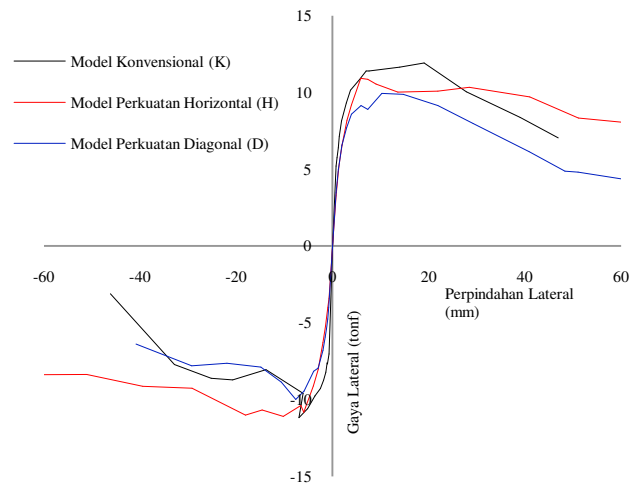 15
Model Konvensional (K)
10
Model Perkuatan Horizontal (H)
Model Perkuatan Diagonal (D)
5
0
-60 -40 -20 0 20 40 60
Perpindahan Lateral
(mm)
-5
Gaya Lateral (tonf)
-10
-15